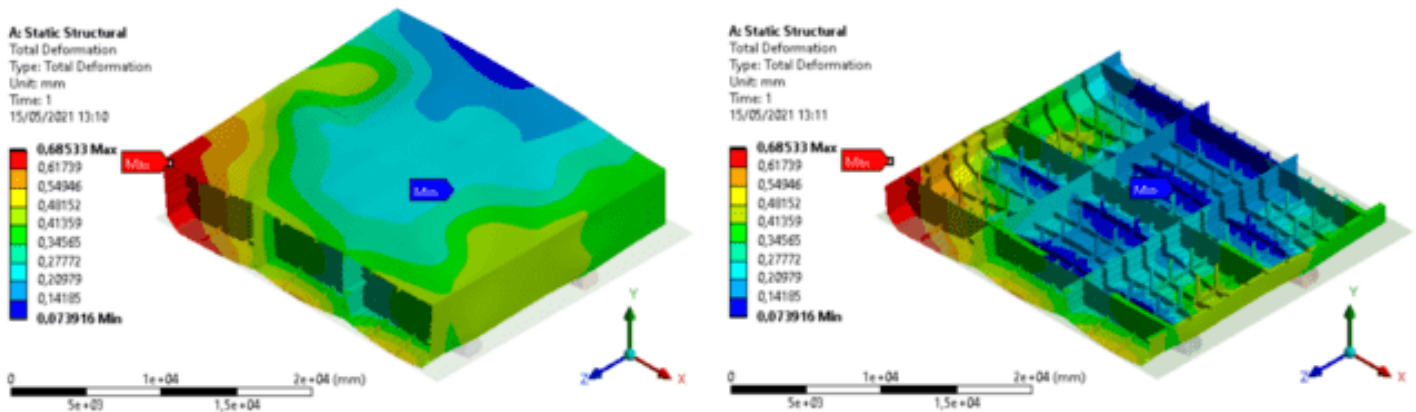 A: Static Structural
Total Deformation
Type: Total Deformation
Unit: mm
Time: 1
15/05/2021 13:10
0,68533 Max
0,61739
0,54946
0,48152
0,41359
0,34565
0,27772
0,20979
0,14185
0,073916 Min
Max
Min
Y
Z
X
0
1e+04
2e+04 (mm)
5e+03
1,5e+04
A: Static Structural
Total Deformation
Type: Total Deformation
Unit: mm
Time: 1
15/05/2021 13:11
0,68533 Max
0,61739
0,54946
0,48152
0,41359
0,34565
0,27772
0,20979
0,14185
0,073916 Min
Max
Min
Y
Z
X
0
1e+04
2e+04 (mm)
5e+03
1,5e+04